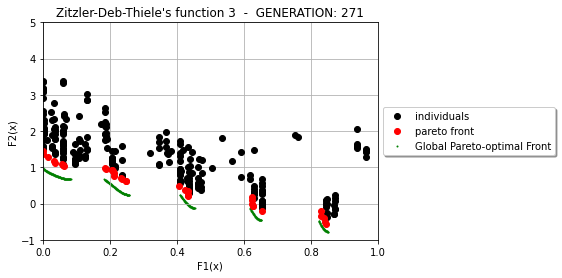 Zitzler-Deb-Thiele's function 3 - GENERATION: 271
5
4
3
2
1
0
−1
F2(x)
0.0 0.2 0.4 0.6 0.8 1.0
F1(x)
individuals
pareto front
Global Pareto-optimal Front